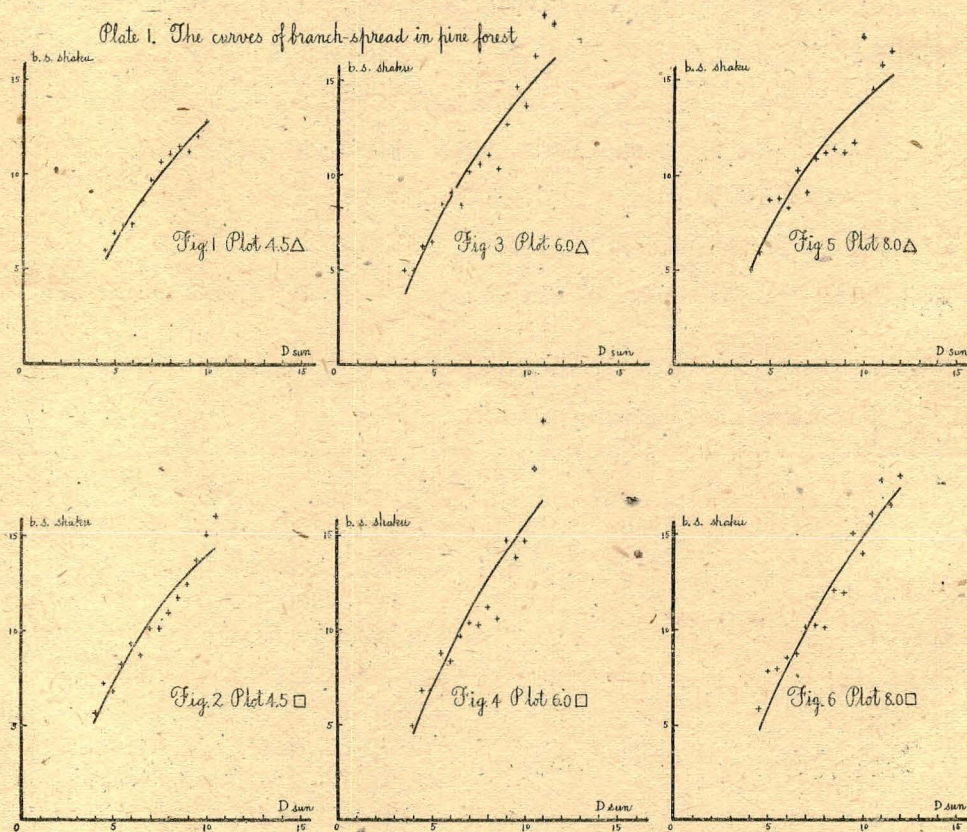 Plate 1. The curves of branch-spread in pine forest
b. s. shaku
15
10
5
0 5 10 15
D sun
Fig. 1 Plot 4.5△
b. s. shaku
15
10
5
0 5 10 15
D sun
Fig. 3 Plot 6.0△
b. s. shaku
15
10
5
0 5 10 15
D sun
Fig. 5 Plot 8.0△
b. s. shaku
15
10
5
0 5 10 15
D sun
Fig. 2 Plot 4.5□
b. s. shaku
15
10
5
0 5 10 15
D sun
Fig. 4 Plot 6.0□
b. s. shaku
15
10
5
0 5 10 15
D sun
Fig. 6 Plot 8.0□